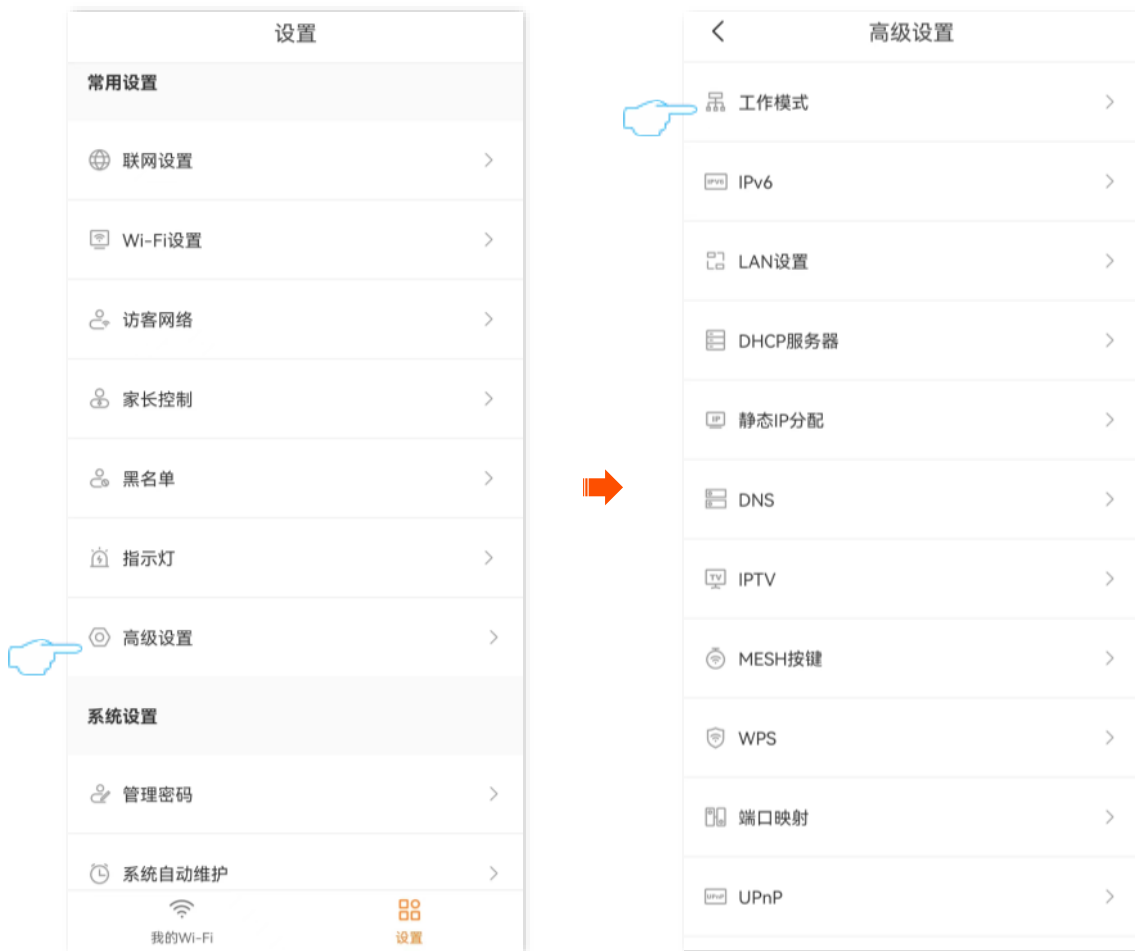 设置
常用设置
联网设置
Wi-Fi设置
访客网络
家长控制
黑名单
指示灯
高级设置
系统设置
管理密码
系统自动维护
我的Wi-Fi
设置
高级设置
工作模式
IPV6
IPv6
LAN设置
DHCP服务器
IP
静态IP分配
DNS
TV
IPTV
MESH按键
WPS
端口映射
UPnP
UPnP